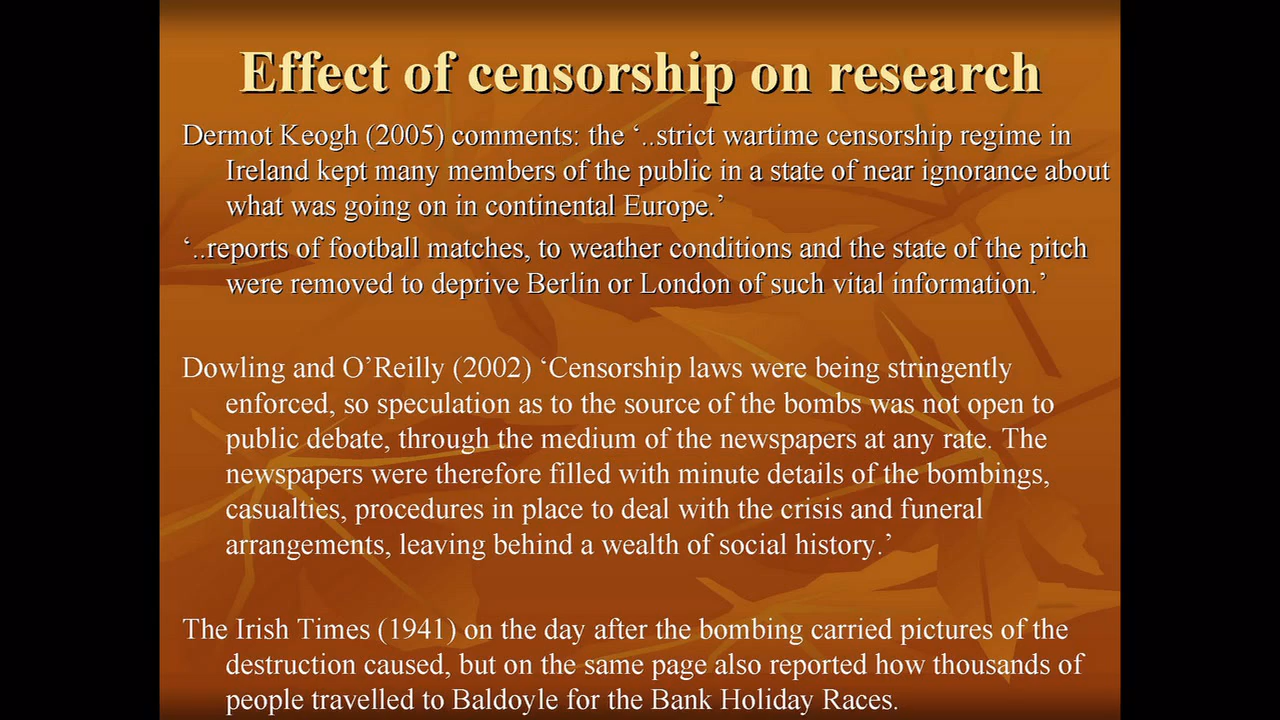 Effect of censorship on research
Dermot Keogh (2005) comments: the ‘..strict wartime censorship regime in
Ireland kept many members of the public in a state of near ignorance about
what was going on in continental Europe.’
‘..reports of football matches, to weather conditions and the state of the pitch
were removed to deprive Berlin or London of such vital information.’
Dowling and O’Reilly (2002) ‘Censorship laws were being stringently
enforced, so speculation as to the source of the bombs was not open to
public debate, through the medium of the newspapers at any rate. The
newspapers were therefore filled with minute details of the bombings,
casualties, procedures in place to deal with the crisis and funeral
arrangements, leaving behind a wealth of social history.’
The Irish Times (1941) on the day after the bombing carried pictures of the
destruction caused, but on the same page also reported how thousands of
people travelled to Baldoyle for the Bank Holiday Races.